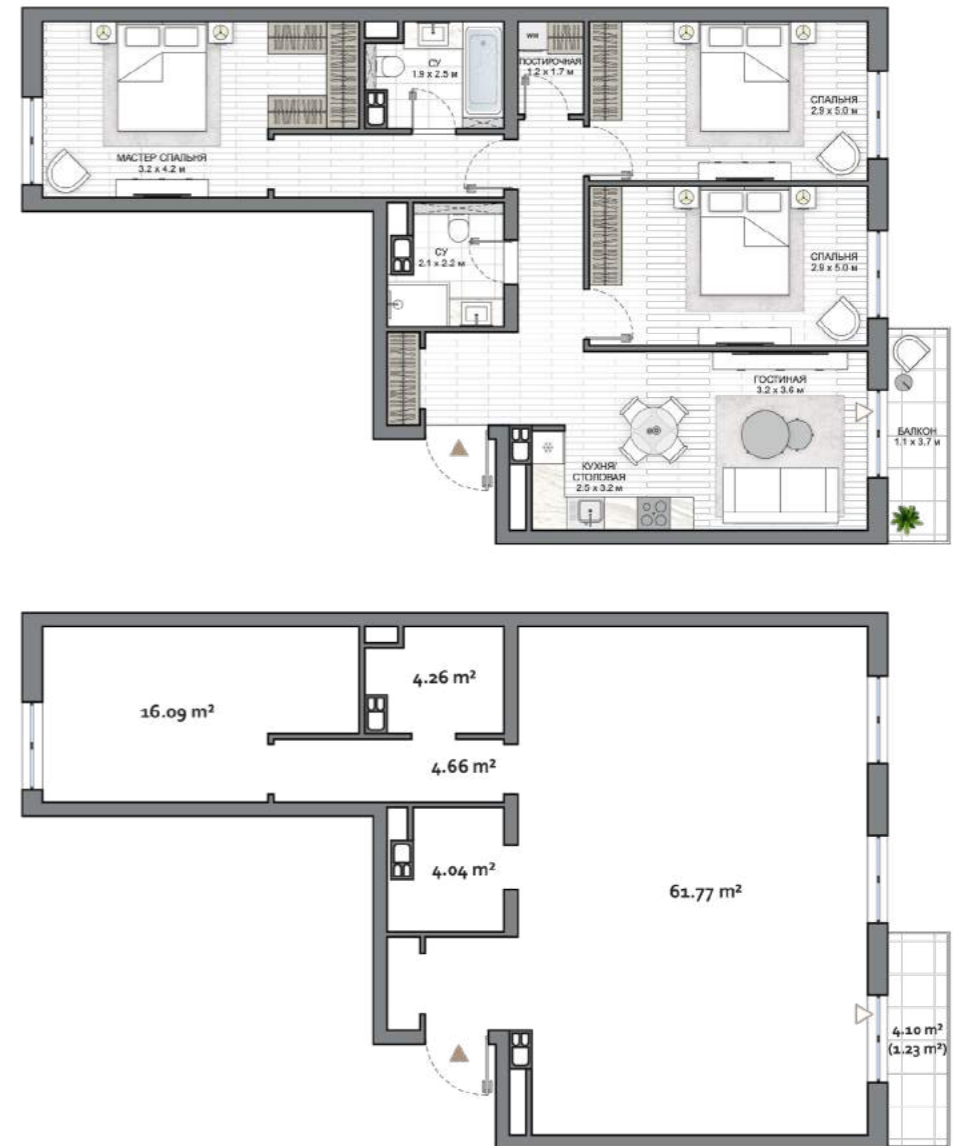 СУ
1.9 x 2.5 м
WM
ПОСТИРОЧНАЯ
1.2 x 1.7 м
СПАЛЬНЯ
2.9 x 5.0 м
МАСТЕР СПАЛЬНЯ
3.2 x 4.2 м
СУ
2.1 x 2.2 м
СПАЛЬНЯ
2.9 x 5.0 м
ГОСТИНАЯ
3.2 x 3.6 м
БАЛКОН
1.1 x 3.7 м
КУХНЯ/
СТОЛОВАЯ
2.5 x 3.2 м
4.26 m²
16.09 m²
4.66 m²
4.04 m²
61.77 m²
4.10 m²
(1.23 m²)